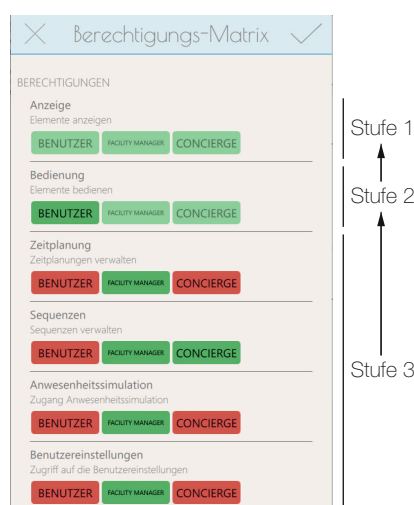 Berechtigungs-Matrix
BERECHTIGUNGEN
Anzeige
Elemente anzeigen
BENUTZER FACILITY MANAGER CONCIERGE
Stufe 1
Bedienung
Elemente bedienen
BENUTZER FACILITY MANAGER CONCIERGE
Stufe 2
Zeitplanung
Zeitplanungen verwalten
BENUTZER FACILITY MANAGER CONCIERGE
Sequenzen
Sequenzen verwalten
BENUTZER FACILITY MANAGER CONCIERGE
Stufe 3
Anwesenheitssimulation
Zugang Anwesenheitssimulation
BENUTZER FACILITY MANAGER CONCIERGE
Benutzereinstellungen
Zugriff auf die Benutzereinstellungen
BENUTZER FACILITY MANAGER CONCIERGE